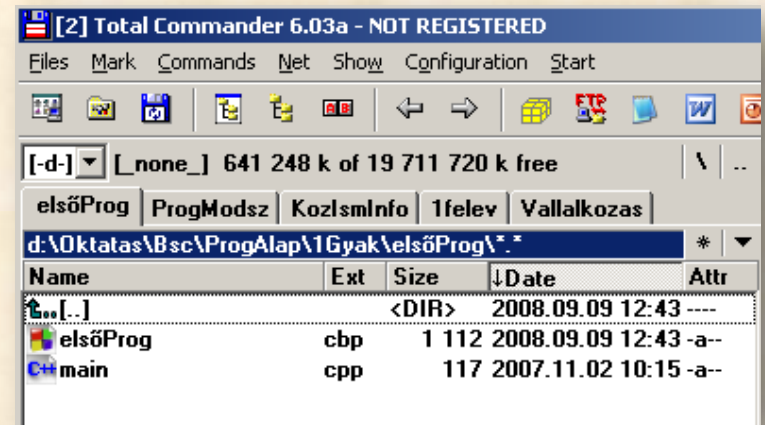 [2] Total Commander 6.03a - NOT REGISTERED
Files Mark Commands Net Show Configuration Start
A B FTP W
[-d-] [_none_] 641 248 k of 19 711 720 k free \ ..
elsőProg ProgModsz KozIsmInfo 1felev Vallalkozas
d:\Oktatas\Bsc\ProgAlap\1Gyak\elsőProg\*.* *
Name Ext Size ↓Date Attr
[..] <DIR> 2008.09.09 12:43 ----
elsőProg cbp 1 112 2008.09.09 12:43 -a--
C++ main cpp 117 2007.11.02 10:15 -a--